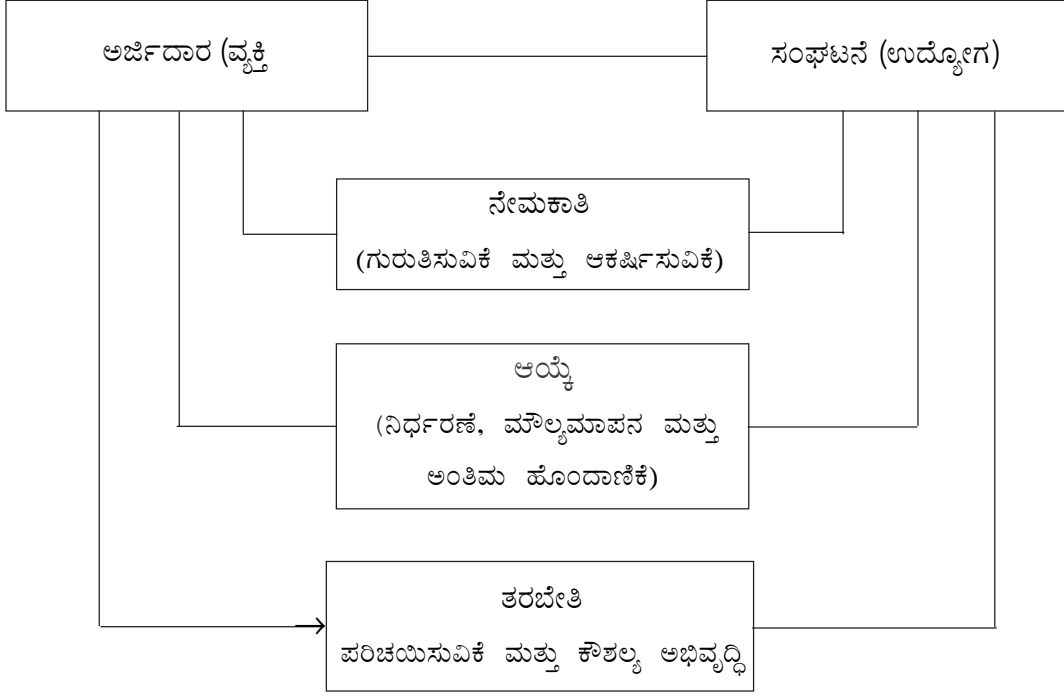 ಅರ್ಜಿದಾರ (ವ್ಯಕ್ತಿ
ಸಂಘಟನೆ (ಉದ್ಯೋಗ)
ನೇಮಕಾತಿ
(ಗುರುತಿಸುವಿಕೆ ಮತ್ತು ಆಕರ್ಷಿಸುವಿಕೆ)
ಆಯ್ಕೆ
(ನಿರ್ಧರಣೆ, ಮೌಲ್ಯಮಾಪನ ಮತ್ತು
ಅಂತಿಮ ಹೊಂದಾಣಿಕೆ)
ತರಬೇತಿ
ಪರಿಚಯಿಸುವಿಕೆ ಮತ್ತು ಕೌಶಲ್ಯ ಅಭಿವೃದ್ಧಿ